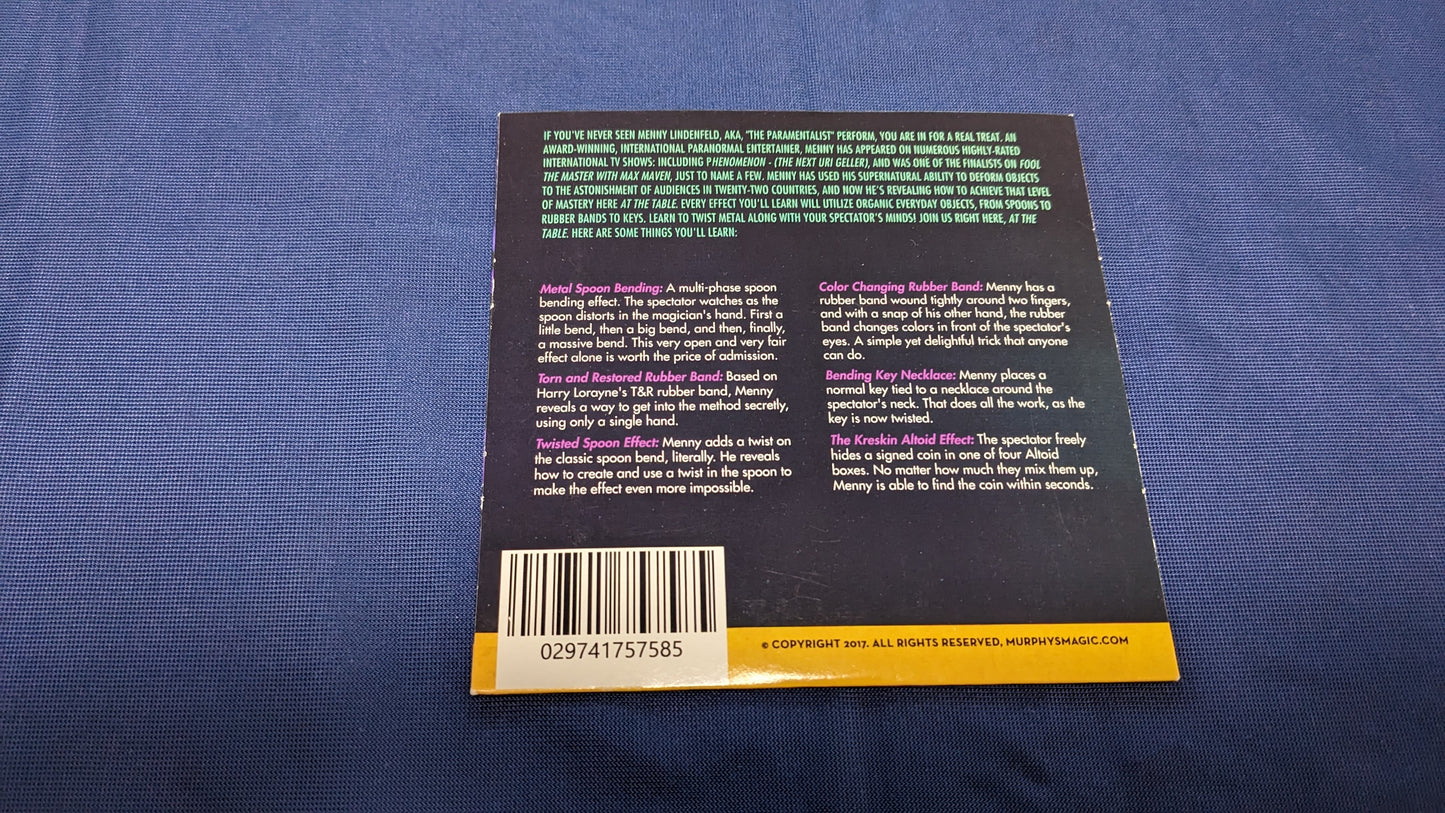 IF YOU'VE NEVER SEEN MENNY LINDENFELD, AKA, "THE PARAMENTALIST" PERFORM, YOU ARE IN FOR A REAL TREAT. AN
AWARD-WINNING, INTERNATIONAL PARANORMAL ENTERTAINER, MENNY HAS APPEARED ON NUMEROUS HIGHLY-RATED
INTERNATIONAL TV SHOWS: INCLUDING PHENOMENON - (THE NEXT URI GELLER), AND WAS ONE OF THE FINALISTS ON FOOL
THE MASTER WITH MAX MAVEN, JUST TO NAME A FEW. MENNY HAS USED HIS SUPERNATURAL ABILITY TO DEFORM OBJECTS
TO THE ASTONISHMENT OF AUDIENCES IN TWENTY-TWO COUNTRIES, AND NOW HE'S REVEALING HOW TO ACHIEVE THAT LEVEL
OF MASTERY HERE AT THE TABLE. EVERY EFFECT YOU'LL LEARN WILL UTILIZE ORGANIC EVERYDAY OBJECTS, FROM SPOONS TO
RUBBER BANDS TO KEYS. LEARN TO TWIST METAL ALONG WITH YOUR SPECTATOR'S MINDS! JOIN US RIGHT HERE, AT THE
TABLE. HERE ARE SOME THINGS YOU'LL LEARN:
Metal Spoon Bending: A multi-phase spoon
bending effect. The spectator watches as the
spoon distorts in the magician's hand. First a
little bend, then a big bend, and then, finally,
a massive bend. This very open and very fair
effect alone is worth the price of admission.
Torn and Restored Rubber Band: Based on
Harry Lorayne's T&R rubber band, Menny
reveals a way to get into the method secretly,
using only a single hand.
Twisted Spoon Effect: Menny adds a twist on
the classic spoon bend, literally. He reveals
how to create and use a twist in the spoon to
make the effect even more impossible.
Color Changing Rubber Band: Menny has a
rubber band wound tightly around two fingers,
and with a snap of his other hand, the rubber
band changes colors in front of the spectator's
eyes. A simple yet delightful trick that anyone
can do.
Bending Key Necklace: Menny places a
normal key tied to a necklace around the
spectator's neck. That does all the work, as the
key is now twisted.
The Kreskin Altoid Effect: The spectator freely
hides a signed coin in one of four Altoid
boxes. No matter how much they mix them up,
Menny is able to find the coin within seconds.
029741757585
© COPYRIGHT 2017. ALL RIGHTS RESERVED, MURPHYSMAGIC.COM